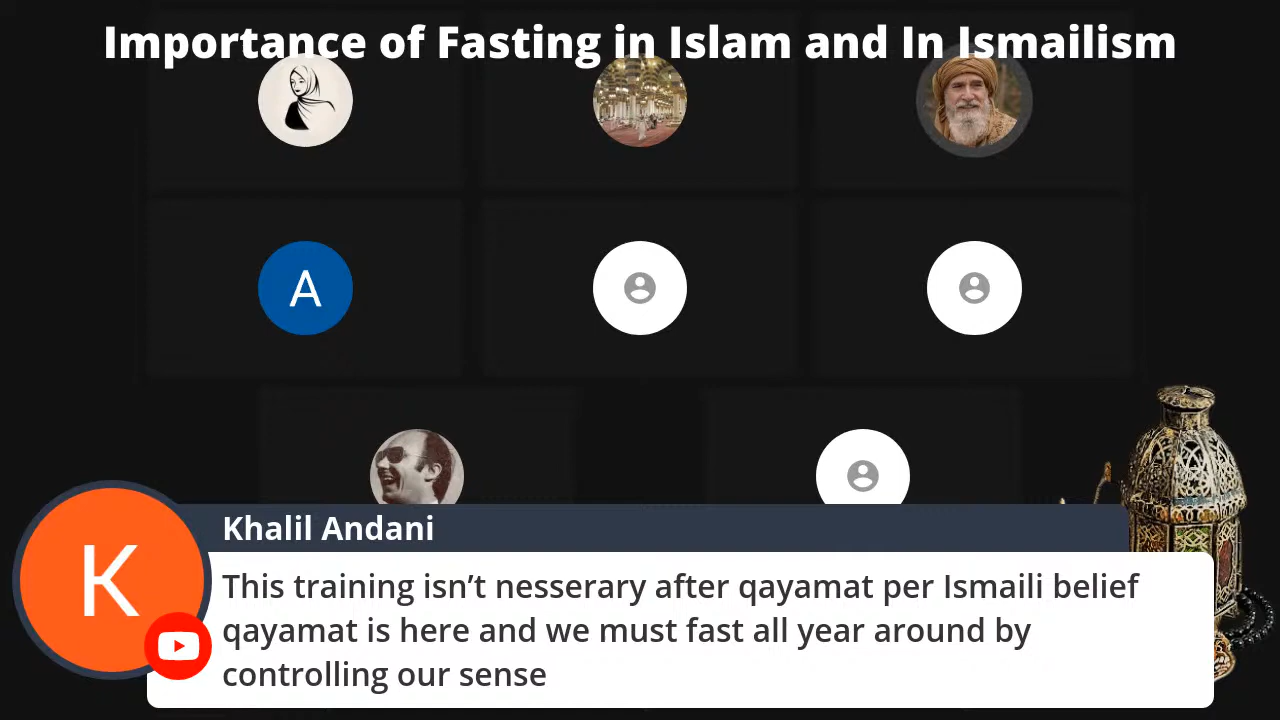 Importance of Fasting in Islam and In Ismailism
A
Khalil Andani
K
This training isn’t nesserary after qayamat per Ismaili belief
qayamat is here and we must fast all year around by
controlling our sense